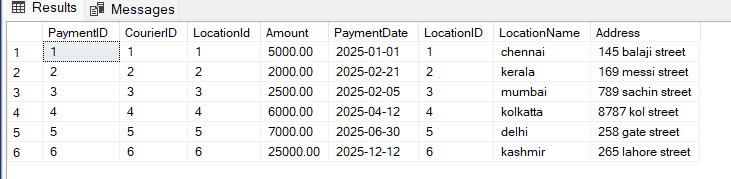 Results Messages
PaymentID CourierID LocationId Amount PaymentDate LocationID LocationName Address
1 1 1 1 5000.00 2025-01-01 1 chennai 145 balaji street
2 2 2 2 2000.00 2025-02-21 2 kerala 169 messi street
3 3 3 3 2500.00 2025-02-05 3 mumbai 789 sachin street
4 4 4 4 6000.00 2025-04-12 4 kolkatta 8787 kol street
5 5 5 5 7000.00 2025-06-30 5 delhi 258 gate street
6 6 6 6 25000.00 2025-12-12 6 kashmir 265 lahore street